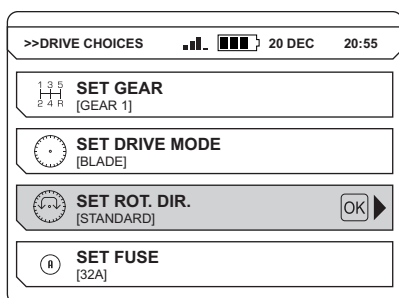 >>DRIVE CHOICES 20 DEC 20:55
1 3 5
2 4 R
SET GEAR
[GEAR 1]
SET DRIVE MODE
[BLADE]
SET ROT. DIR.
[STANDARD]
OK
A
SET FUSE
[32A]